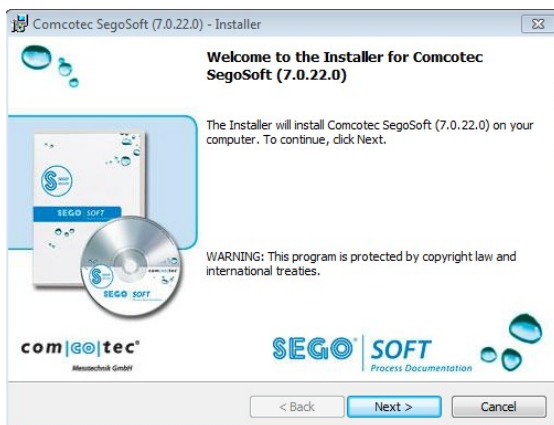 Comcotec SegoSoft (7.0.22.0) - Installer
Welcome to the Installer for Comcotec
SegoSoft (7.0.22.0)
The Installer will install Comcotec SegoSoft (7.0.22.0) on your
computer. To continue, click Next.
SEGO SOFT
WARNING: This program is protected by copyright law and
international treaties.
comcotec
SEGO SOFT
com|co|tec®
Messtechnik GmbH
SEGO® SOFT
Process Documentation
< Back
Next >
Cancel